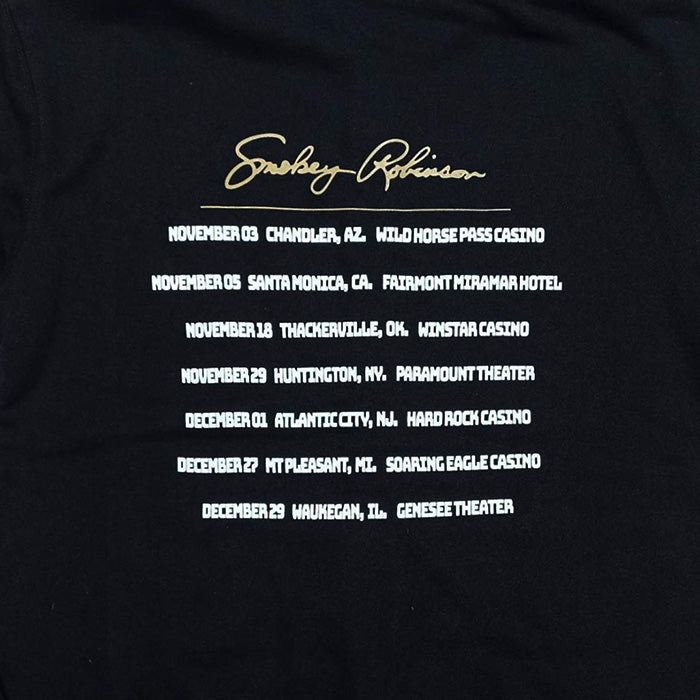 Smokey Robinson
NOVEMBER 03 CHANDLER, AZ. WILD HORSE PASS CASINO
NOVEMBER 05 SANTA MONICA, CA. FAIRMONT MIRAMAR HOTEL
NOVEMBER 18 THACKERVILLE, OK. WINSTAR CASINO
NOVEMBER 29 HUNTINGTON, NY. PARAMOUNT THEATER
DECEMBER 01 ATLANTIC CITY, NJ. HARD ROCK CASINO
DECEMBER 27 MT PLEASANT, MI. SOARING EAGLE CASINO
DECEMBER 29 WAUKEGAN, IL. GENESEE THEATER